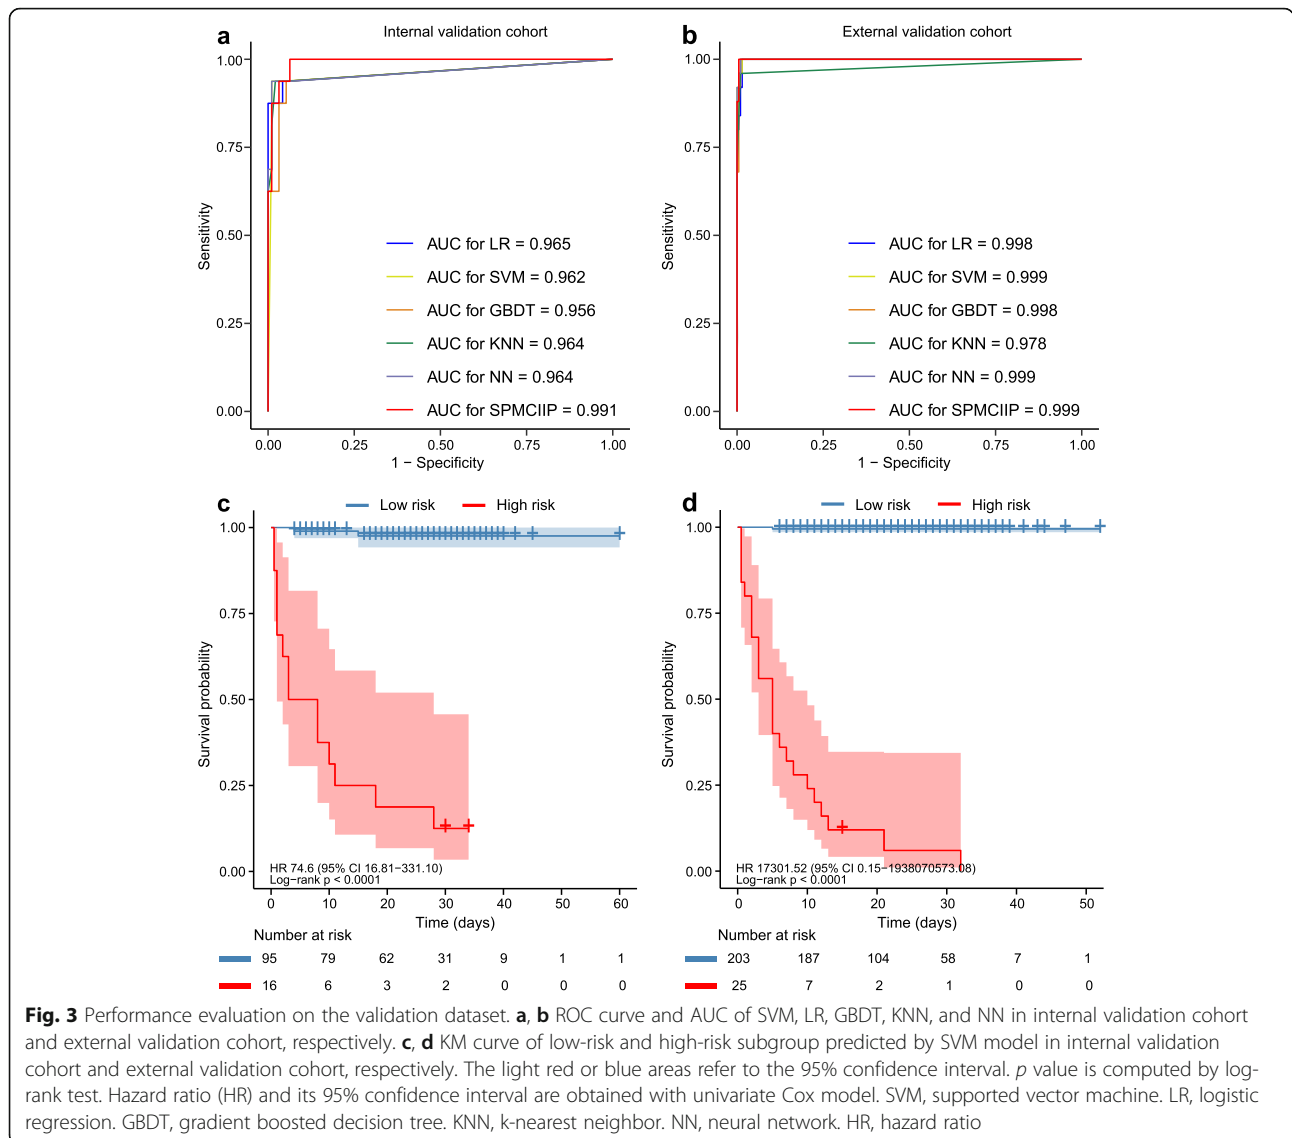 a
Internal validation cohort
1.00
0.75
0.50
0.25
0.00
Sensitivity
AUC for LR = 0.965
AUC for SVM = 0.962
AUC for GBDT = 0.956
AUC for KNN = 0.964
AUC for NN = 0.964
AUC for SPMCIIP = 0.991
0.00 0.25 0.50 0.75 1.00
1 − Specificity
b
External validation cohort
1.00
0.75
0.50
0.25
0.00
Sensitivity
AUC for LR = 0.998
AUC for SVM = 0.999
AUC for GBDT = 0.998
AUC for KNN = 0.978
AUC for NN = 0.999
AUC for SPMCIIP = 0.999
0.00 0.25 0.50 0.75 1.00
1 − Specificity
c
Low risk High risk
1.00
0.75
0.50
0.25
0.00
Survival probability
HR 74.6 (95% CI 16.81−331.10)
Log−rank p < 0.0001
0 10 20 30 40 50 60
Time (days)
Number at risk
95 79 62 31 9 1 1
16 6 3 2 0 0 0
d
Low risk High risk
1.00
0.75
0.50
0.25
0.00
Survival probability
HR 17301.52 (95% CI 0.15−1938070573.08)
Log−rank p < 0.0001
0 10 20 30 40 50
Time (days)
Number at risk
203 187 104 58 7 1
25 7 2 1 0 0
Fig. 3 Performance evaluation on the validation dataset. a, b ROC curve and AUC of SVM, LR, GBDT, KNN, and NN in internal validation cohort
and external validation cohort, respectively. c, d KM curve of low-risk and high-risk subgroup predicted by SVM model in internal validation
cohort and external validation cohort, respectively. The light red or blue areas refer to the 95% confidence interval. p value is computed by log-
rank test. Hazard ratio (HR) and its 95% confidence interval are obtained with univariate Cox model. SVM, supported vector machine. LR, logistic
regression. GBDT, gradient boosted decision tree. KNN, k-nearest neighbor. NN, neural network. HR, hazard ratio